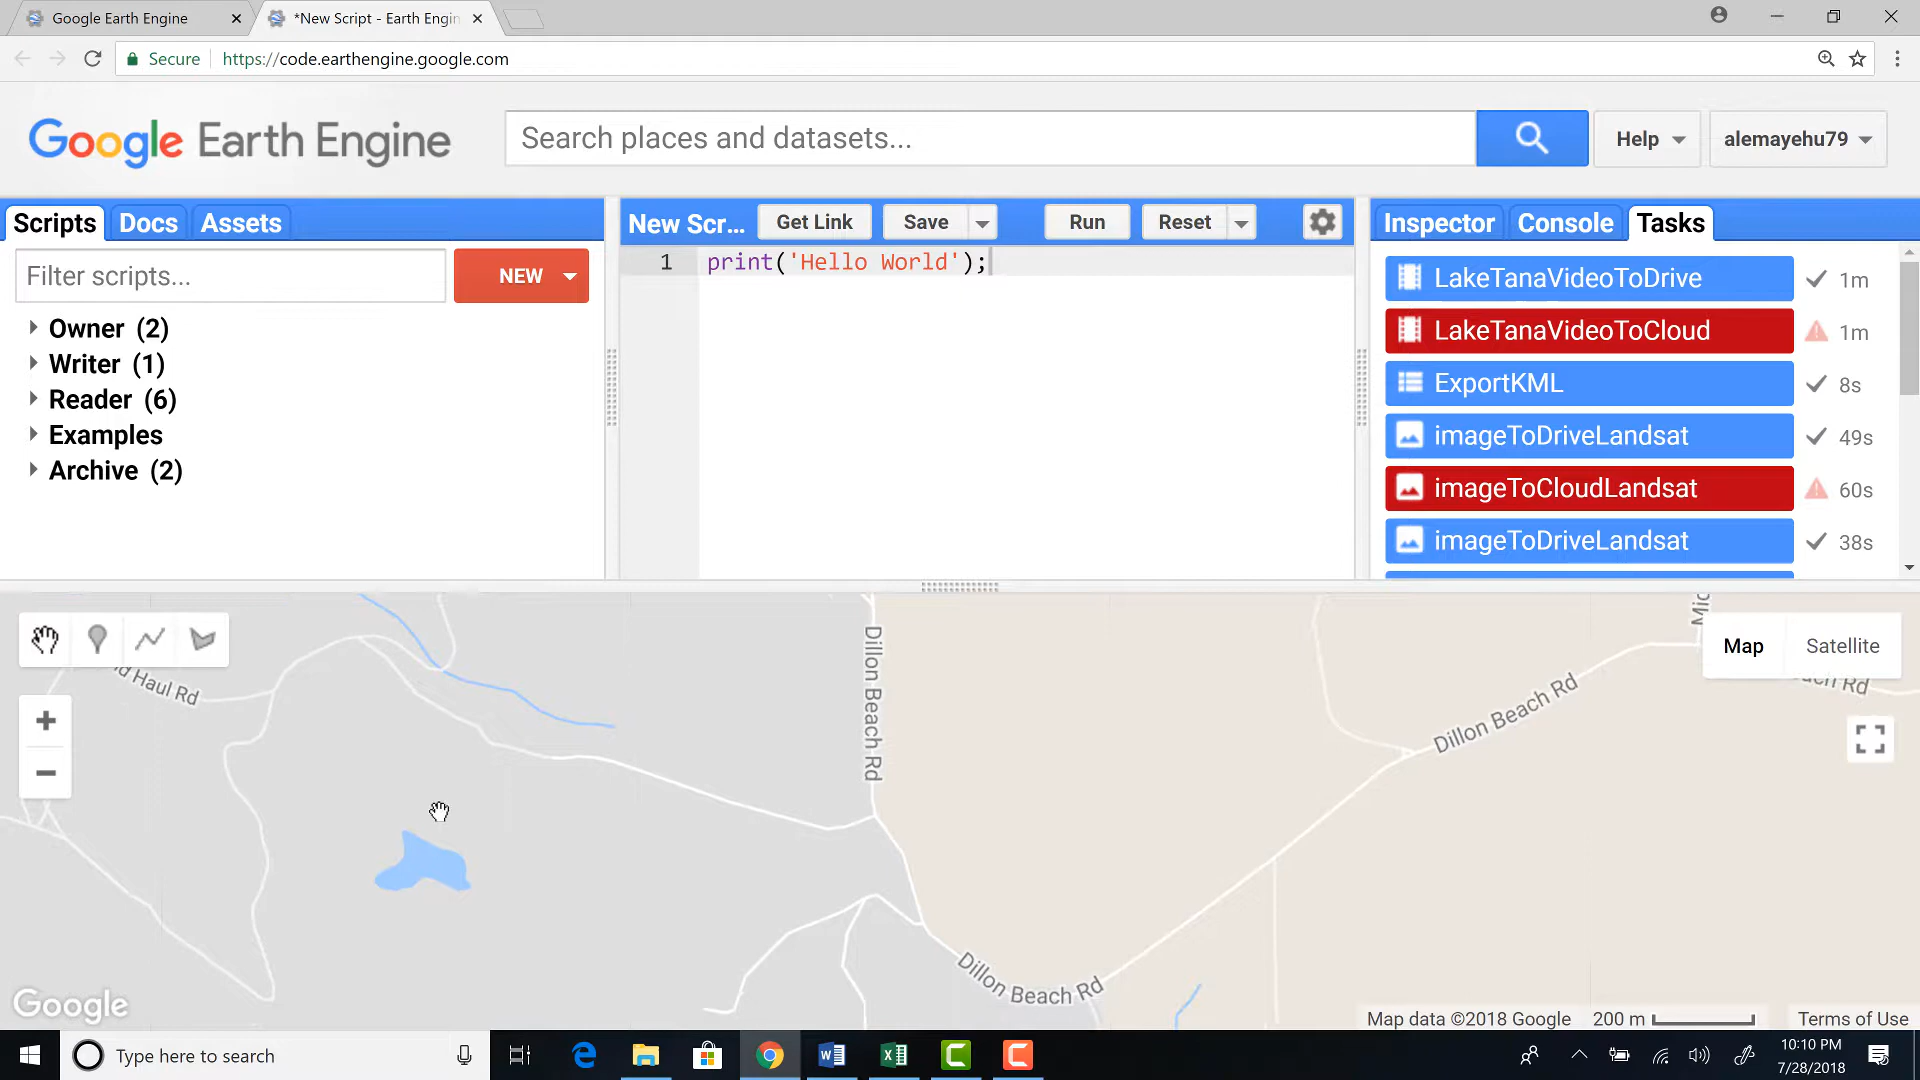 Google Earth Engine
*New Script - Earth Engin
Secure
https://code.earthengine.google.com
Google Earth Engine
Search places and datasets...
Help
alemayehu79
Scripts
Docs
Assets
New Scr...
Get Link
Save
Run
Reset
Inspector
Console
Tasks
Filter scripts...
NEW
Owner (2)
Writer (1)
Reader (6)
Examples
Archive (2)
1
print('Hello World');
LakeTanaVideoToDrive
1m
LakeTanaVideoToCloud
1m
ExportKML
8s
imageToDriveLandsat
49s
imageToCloudLandsat
60s
imageToDriveLandsat
38s
Haul Rd
Dillon Beach Rd
Dillon Beach Rd
Dillon Beach Rd
Map
Satellite
Google
Map data ©2018 Google
200 m
Terms of Use
Type here to search
10:10 PM
7/28/2018